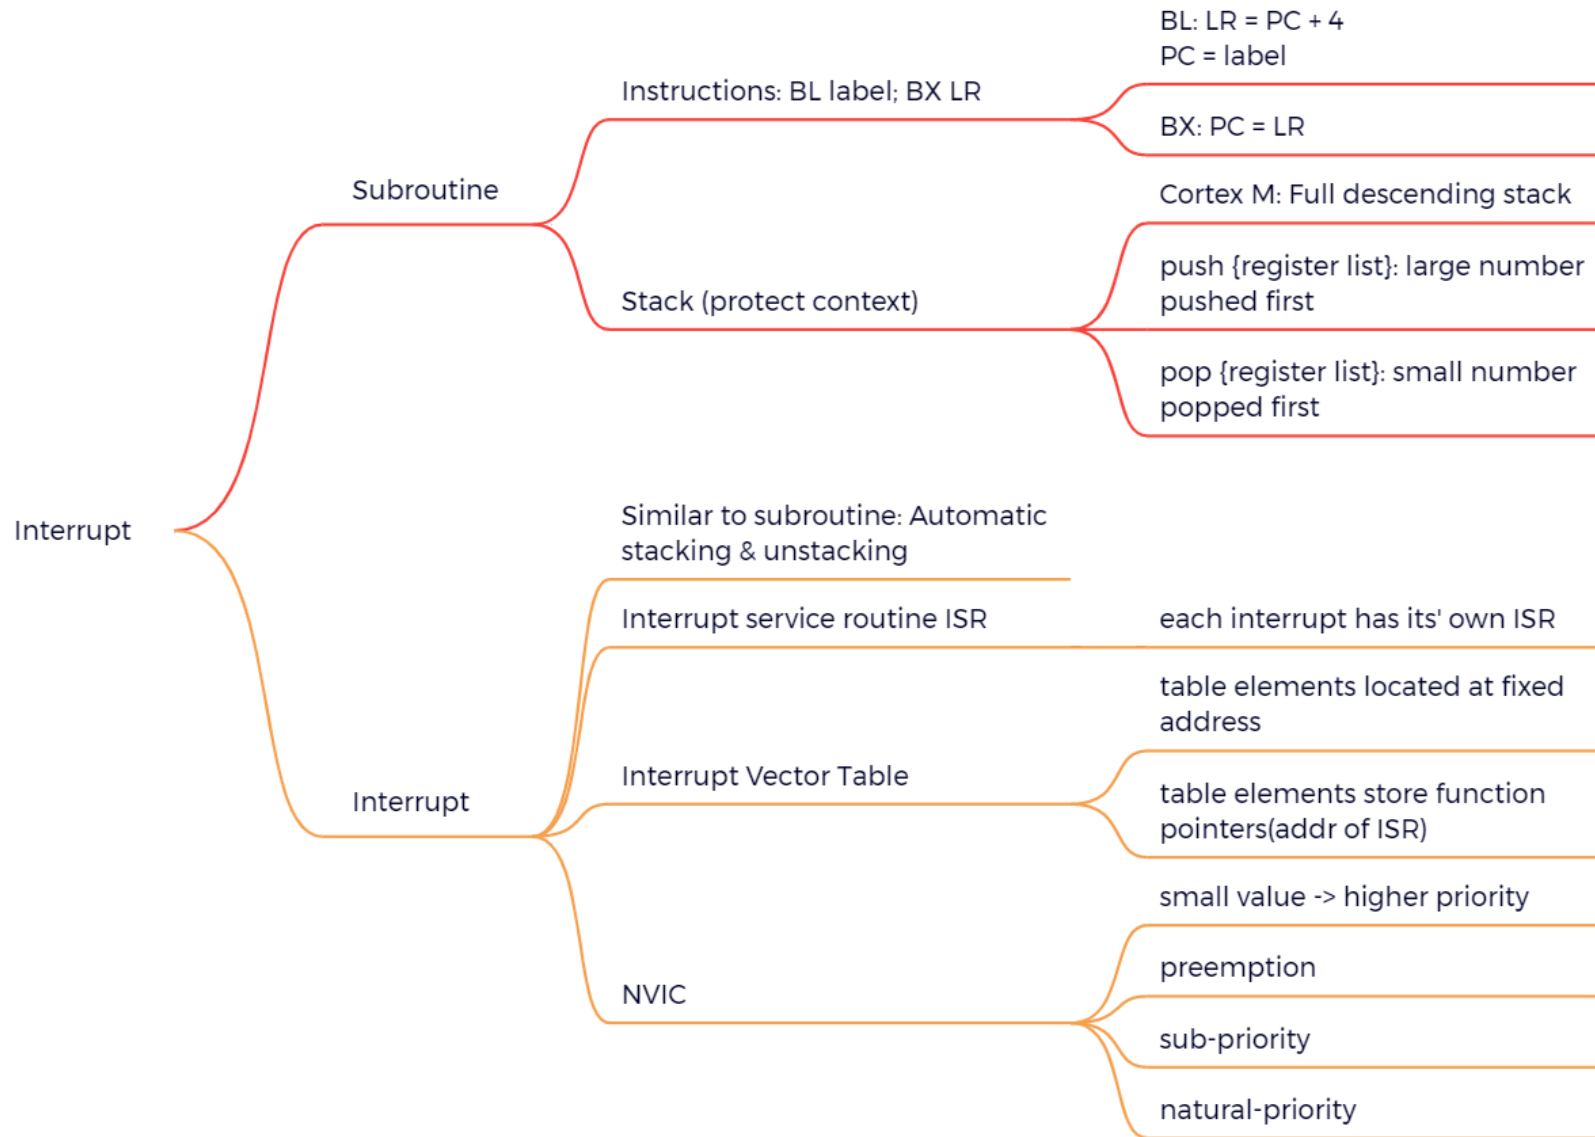 BL: LR = PC + 4
PC = label
Instructions: BL label; BX LR
BX: PC = LR
Subroutine
Cortex M: Full descending stack
push {register list}: large number
pushed first
Stack (protect context)
pop {register list}: small number
popped first
Interrupt
Similar to subroutine: Automatic
stacking & unstacking
Interrupt service routine ISR
each interrupt has its' own ISR
table elements located at fixed
address
Interrupt Vector Table
table elements store function
pointers(addr of ISR)
Interrupt
small value -> higher priority
preemption
NVIC
sub-priority
natural-priority